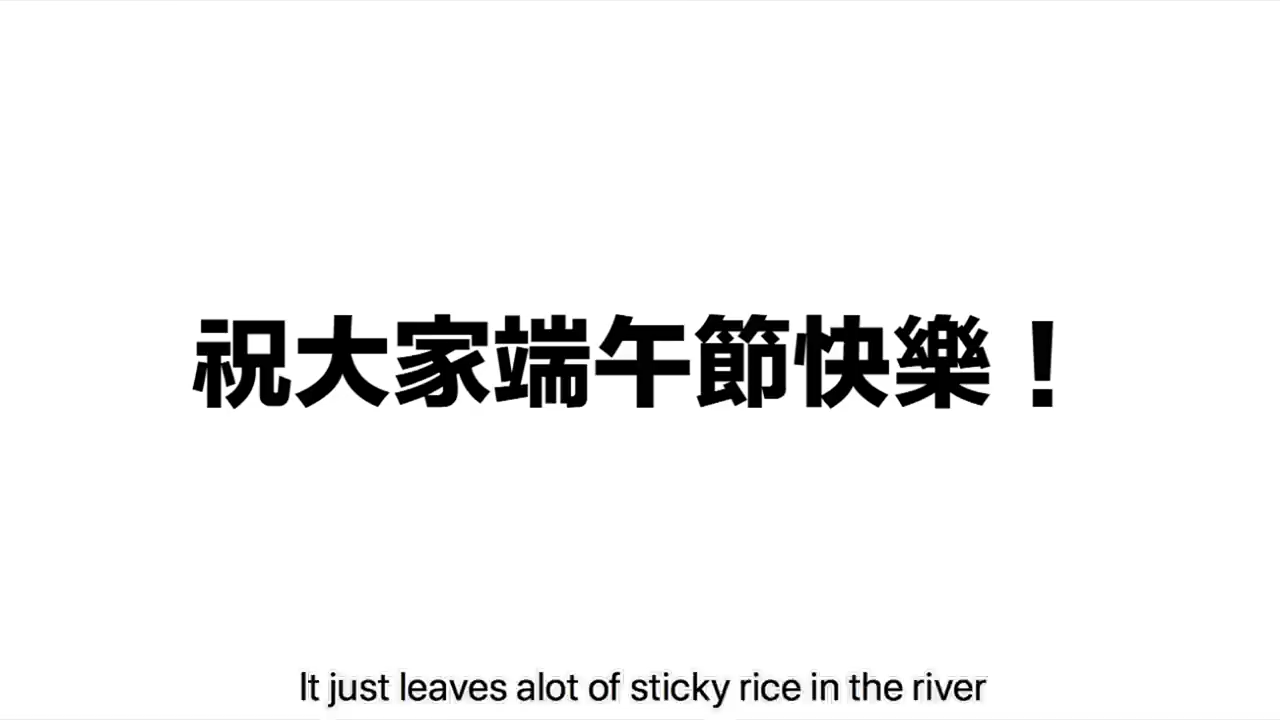 祝大家端午節快樂！
It just leaves alot of sticky rice in the river